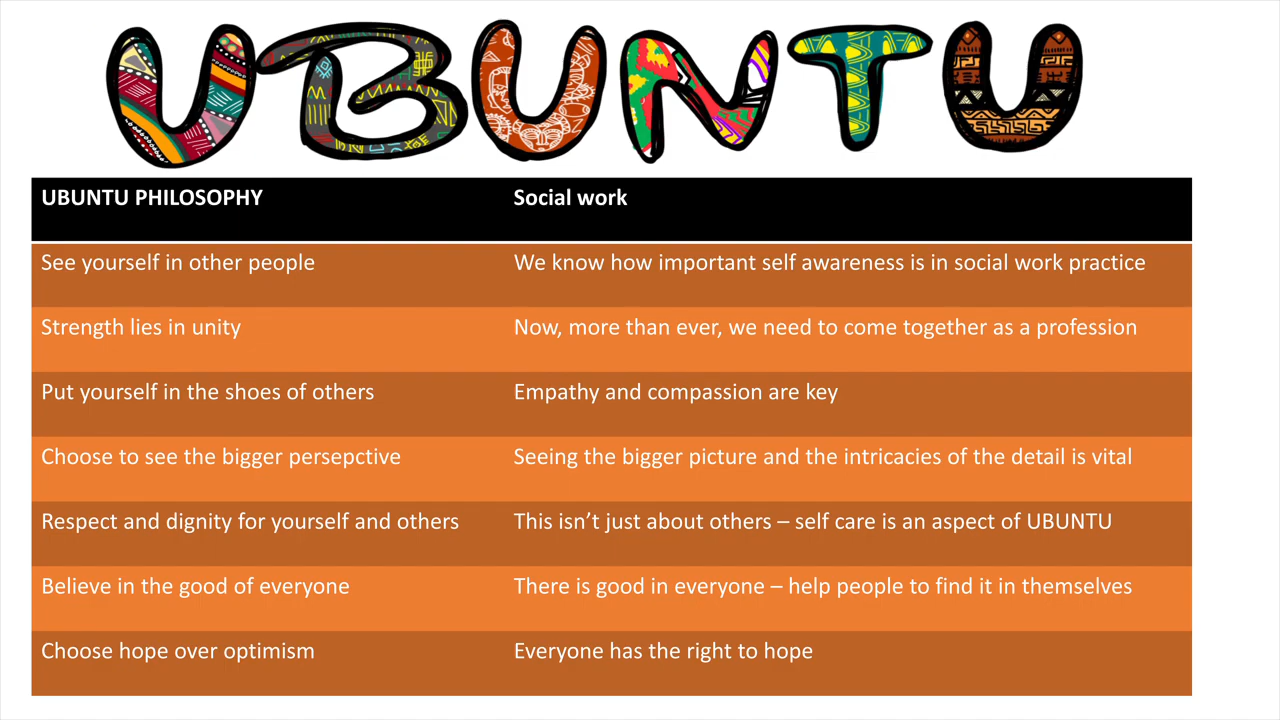 UBUNTU
UBUNTU PHILOSOPHY
Social work
See yourself in other people
We know how important self awareness is in social work practice
Strength lies in unity
Now, more than ever, we need to come together as a profession
Put yourself in the shoes of others
Empathy and compassion are key
Choose to see the bigger persepctive
Seeing the bigger picture and the intricacies of the detail is vital
Respect and dignity for yourself and others
This isn’t just about others – self care is an aspect of UBUNTU
Believe in the good of everyone
There is good in everyone – help people to find it in themselves
Choose hope over optimism
Everyone has the right to hope